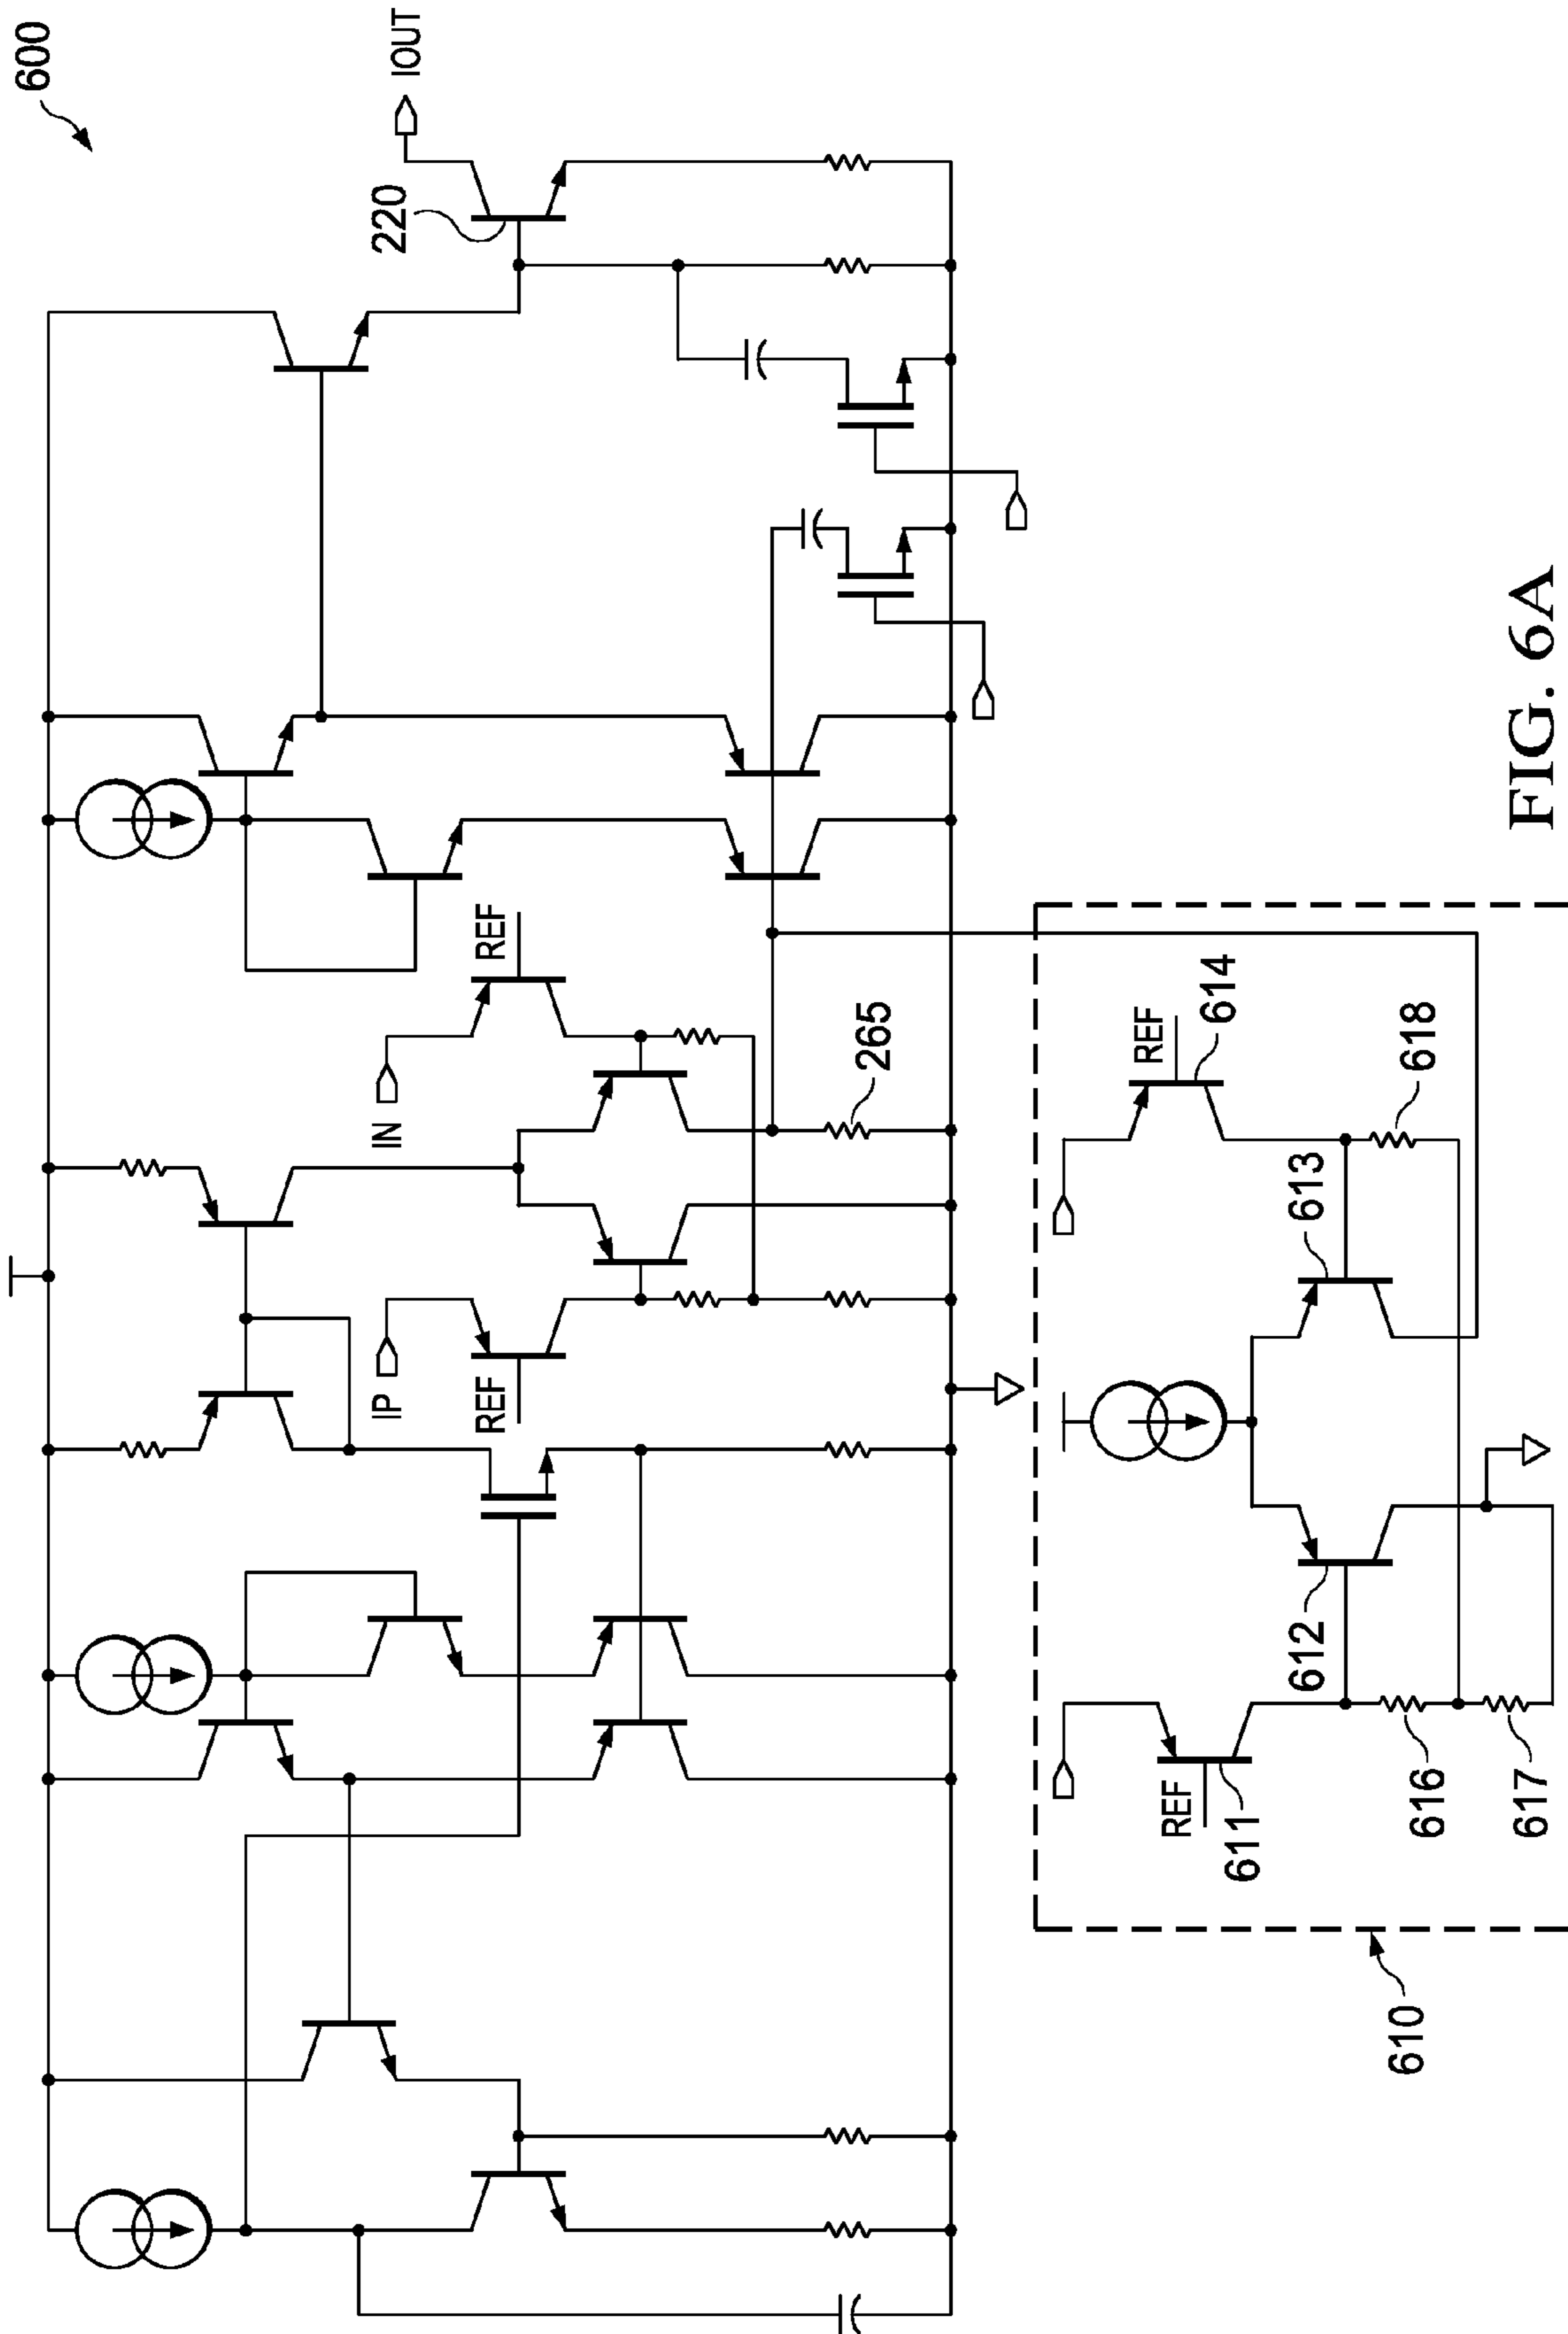 600
IOUT
220
REF
IN
265
IP
REF
REF
614
618
613
612
REF
611
616
617
610
FIG. 6A